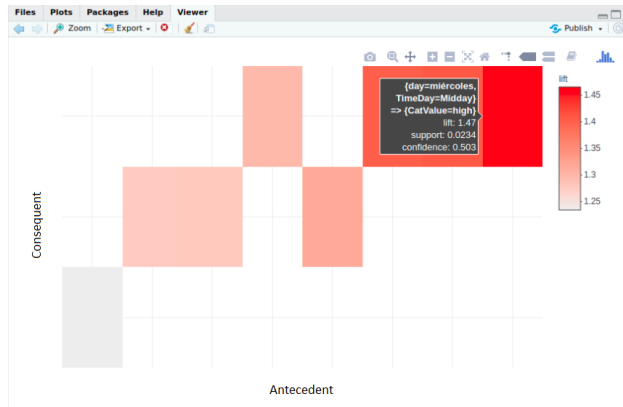 Files Plots Packages Help Viewer
Zoom Export Publish
lift
{day=miércoles,
TimeDay=Midday}
=> {CatValue=high}
lift: 1.47
support: 0.0234
confidence: 0.503
1.45
1.4
1.35
1.3
1.25
Consequent
Antecedent